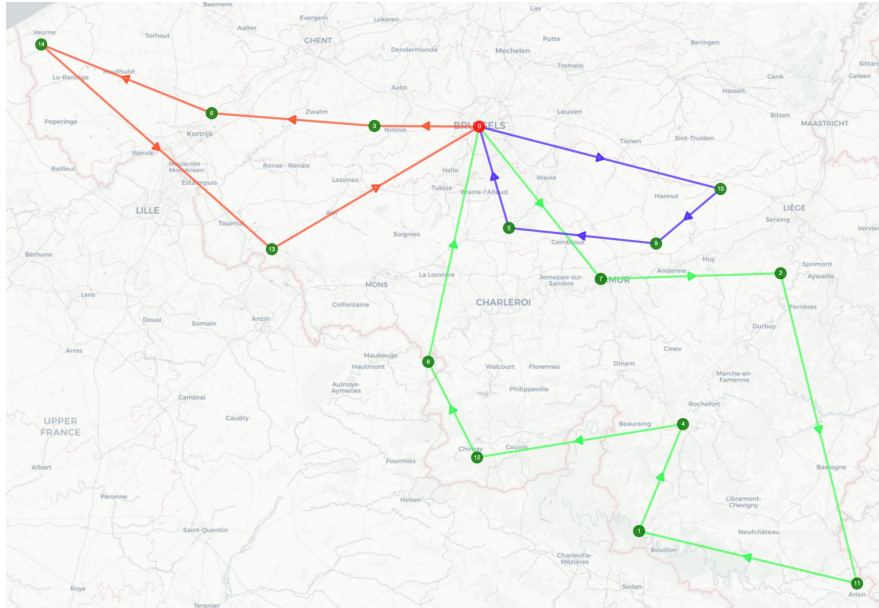 Beernem
Evergem
Lokeren
Lier
Veurne
Torhout
Aalter
GHENT
Putte
Beringen
Dendermonde
Mechelen
Tremelo
Cenk
Sittar
Geleen
14
Lo-Reninge
Houthulst
Aalst
Hasselt
Poperinge
6
Zwalm
Leuven
Bilzen
Kortrijk
3
Ninove
BRUSSELS
0
Tienen
Sint-Truiden
MAASTRICHT
Wervik
Bailleul
Mouscron
Moeskroen
Ronse - Renaix
Halle
Wavre
Estaimpuis
Lessines
Tubize
Braine-l'Alleud
Hannut
10
LILLE
Ath
LIÈGE
Tournai
Soignies
5
Seraing
Vervier
Béthune
13
Gembloux
9
Huy
Sprimont
La Louvière
Jemeppe-sur-
Sambre
7
NAMUR
Andenne
2
Aywaille
MONS
Lens
Colfontaine
CHARLEROI
Ferrières
Douai
Somain
Anzin
Durbuy
Arras
Maubeuge
Hautmont
8
Walcourt
Florennes
Dinant
Ciney
Aulnoye-
Aymeries
Philippeville
Marche-en-
Famenne
Cambrai
Caudry
Rochefort
UPPER
FRANCE
Beauraing
4
Albert
Fourmies
Chimay
12
Couvin
Bastogne
Péronne
Hirson
Libramont-
Chevigny
Saint-Quentin
1
Neufchâteau
Bouillon
Charleville-
Mézières
Roye
Sedan
11
Arlon
Tergnier